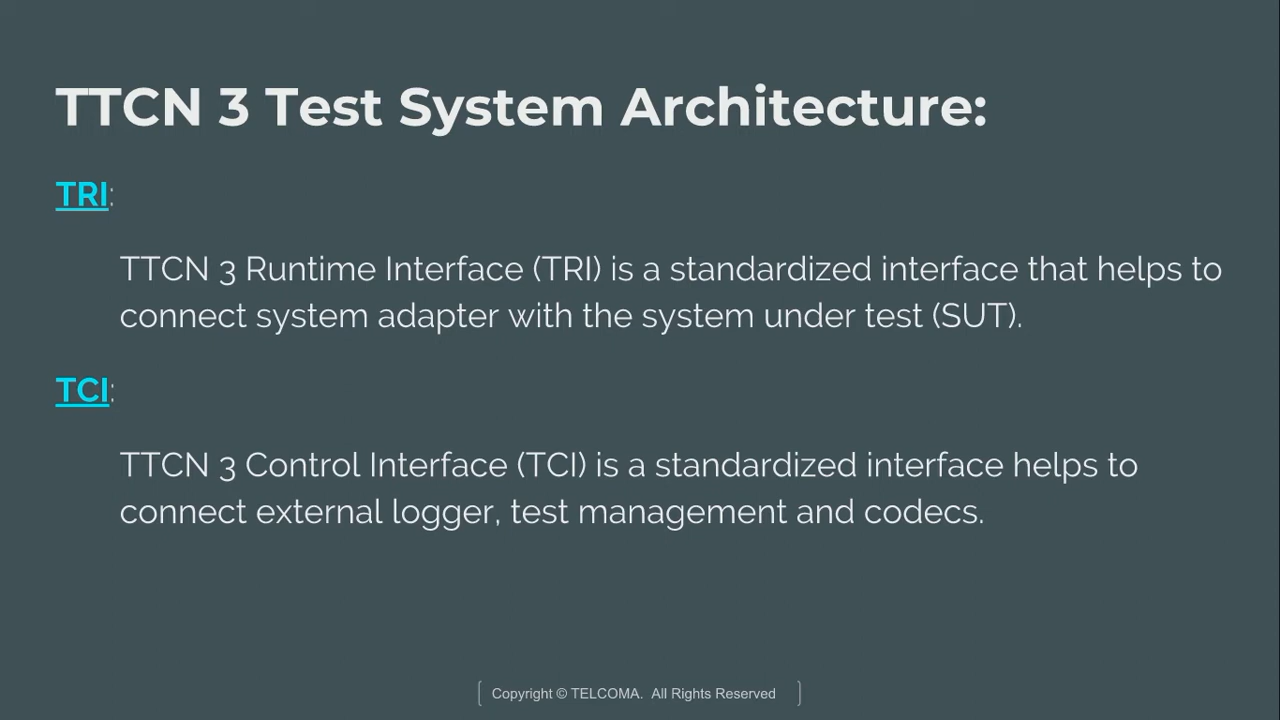 TTCN 3 Test System Architecture:
TRI:
TTCN 3 Runtime Interface (TRI) is a standardized interface that helps to
connect system adapter with the system under test (SUT).
TCI:
TTCN 3 Control Interface (TCI) is a standardized interface helps to
connect external logger, test management and codecs.
Copyright © TELCOMA. All Rights Reserved